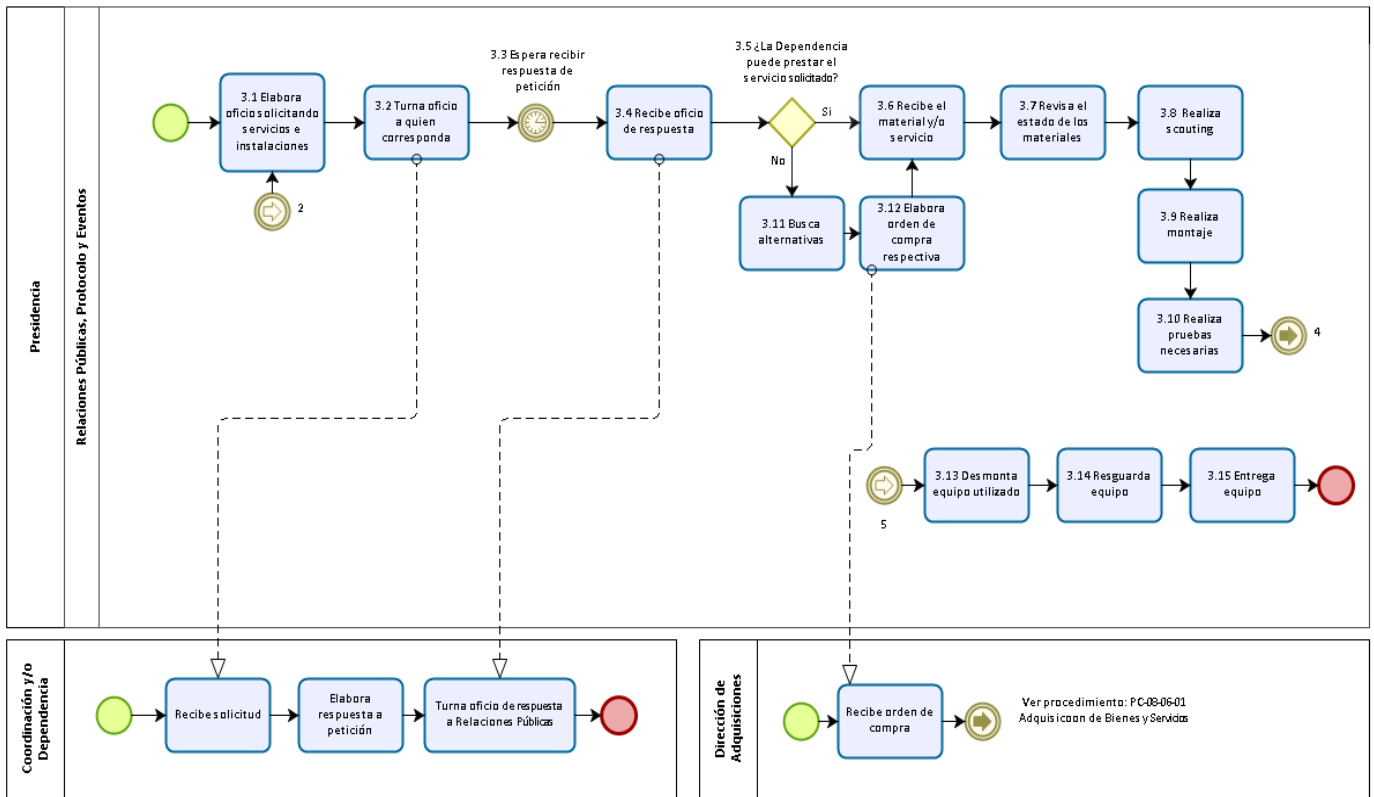 Presidencia
Relaciones Públicas, Protocolo y Eventos
3.1 Elabora
oficio solicitando
servicios e
instalaciones
2
3.2 Turna oficio
a quien
corresponda
3.3 Espera recibir
respuesta de
petición
3.4 Recibe oficio
de respuesta
3.5 ¿La Dependencia
puede prestar el
servicio solicitado?
Si
No
3.6 Recibe el
material y/o
servicio
3.7 Revisa el
estado de los
materiales
3.8 Realiza
scouting
3.11 Busca
alternativas
3.12 Elabora
orden de
compra
respectiva
3.9 Realiza
montaje
3.10 Realiza
pruebas
necesarias
4
5
3.13 Desmonta
equipo utilizado
3.14 Resguarda
equipo
3.15 Entrega
equipo
Coordinación y/o
Dependencia
Recibe solicitud
Elabora
respuesta a
petición
Turna oficio de respuesta
a Relaciones Públicas
Dirección de
Adquisiciones
Recibe orden de
compra
Ver procedimiento: PC-08-06-01
Adquisicaon de Bienes y Servicios